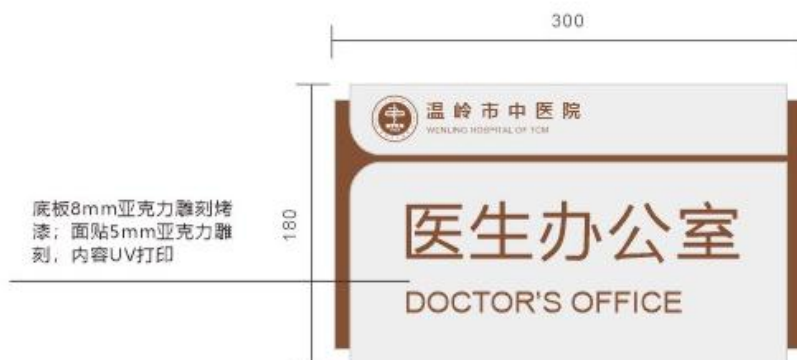 300
温岭市中医院
WENLING HOSPITAL OF TCM
180
底板8mm亚克力雕刻烤
漆；面贴5mm亚克力雕
刻，内容UV打印
医生办公室
DOCTOR'S OFFICE